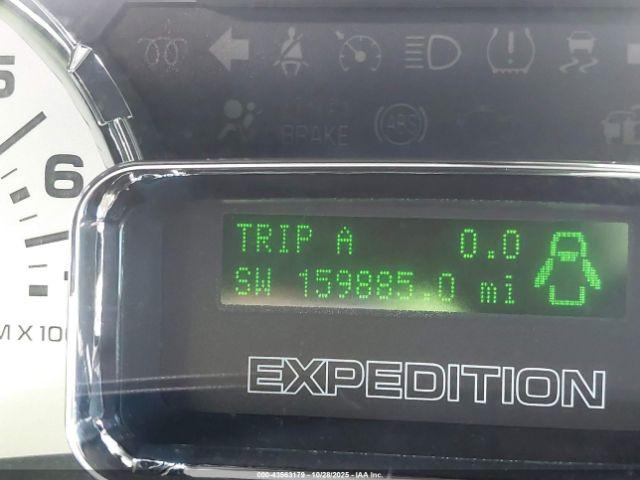 5
6
M X 100
BRAKE
ABS
TRIP A 0.0
SW 159885.0 mi
EXPEDITION
000-43563179 - 10/28/2025 - IAA Inc.